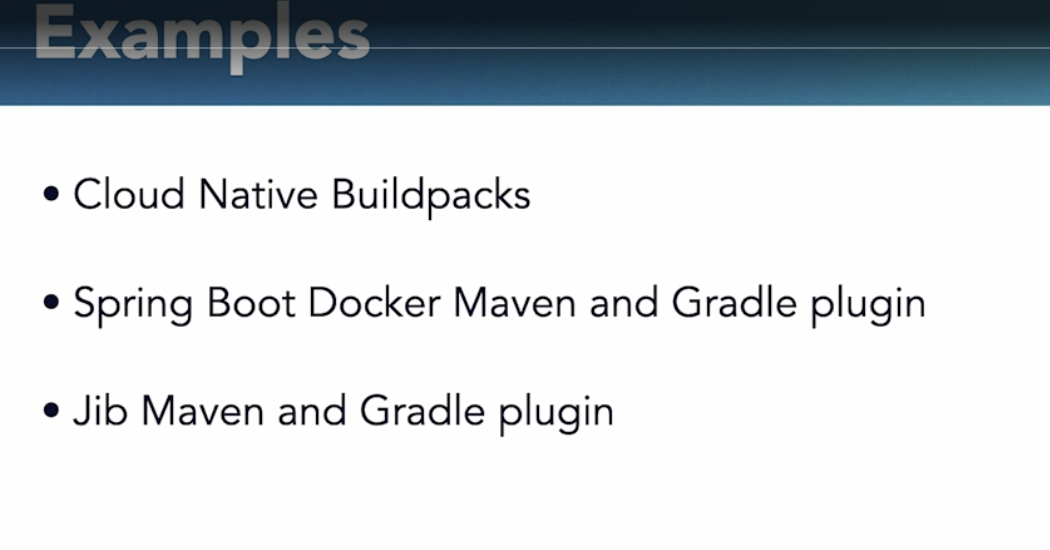 Examples
• Cloud Native Buildpacks
• Spring Boot Docker Maven and Gradle plugin
• Jib Maven and Gradle plugin